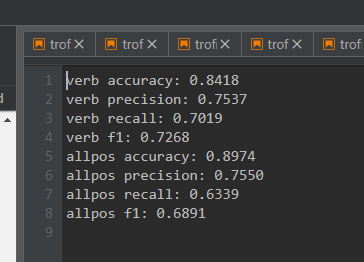 trof trof trofi trof trof
1 verb accuracy: 0.8418
2 verb precision: 0.7537
3 verb recall: 0.7019
4 verb f1: 0.7268
5 allpos accuracy: 0.8974
6 allpos precision: 0.7550
7 allpos recall: 0.6339
8 allpos f1: 0.6891
9